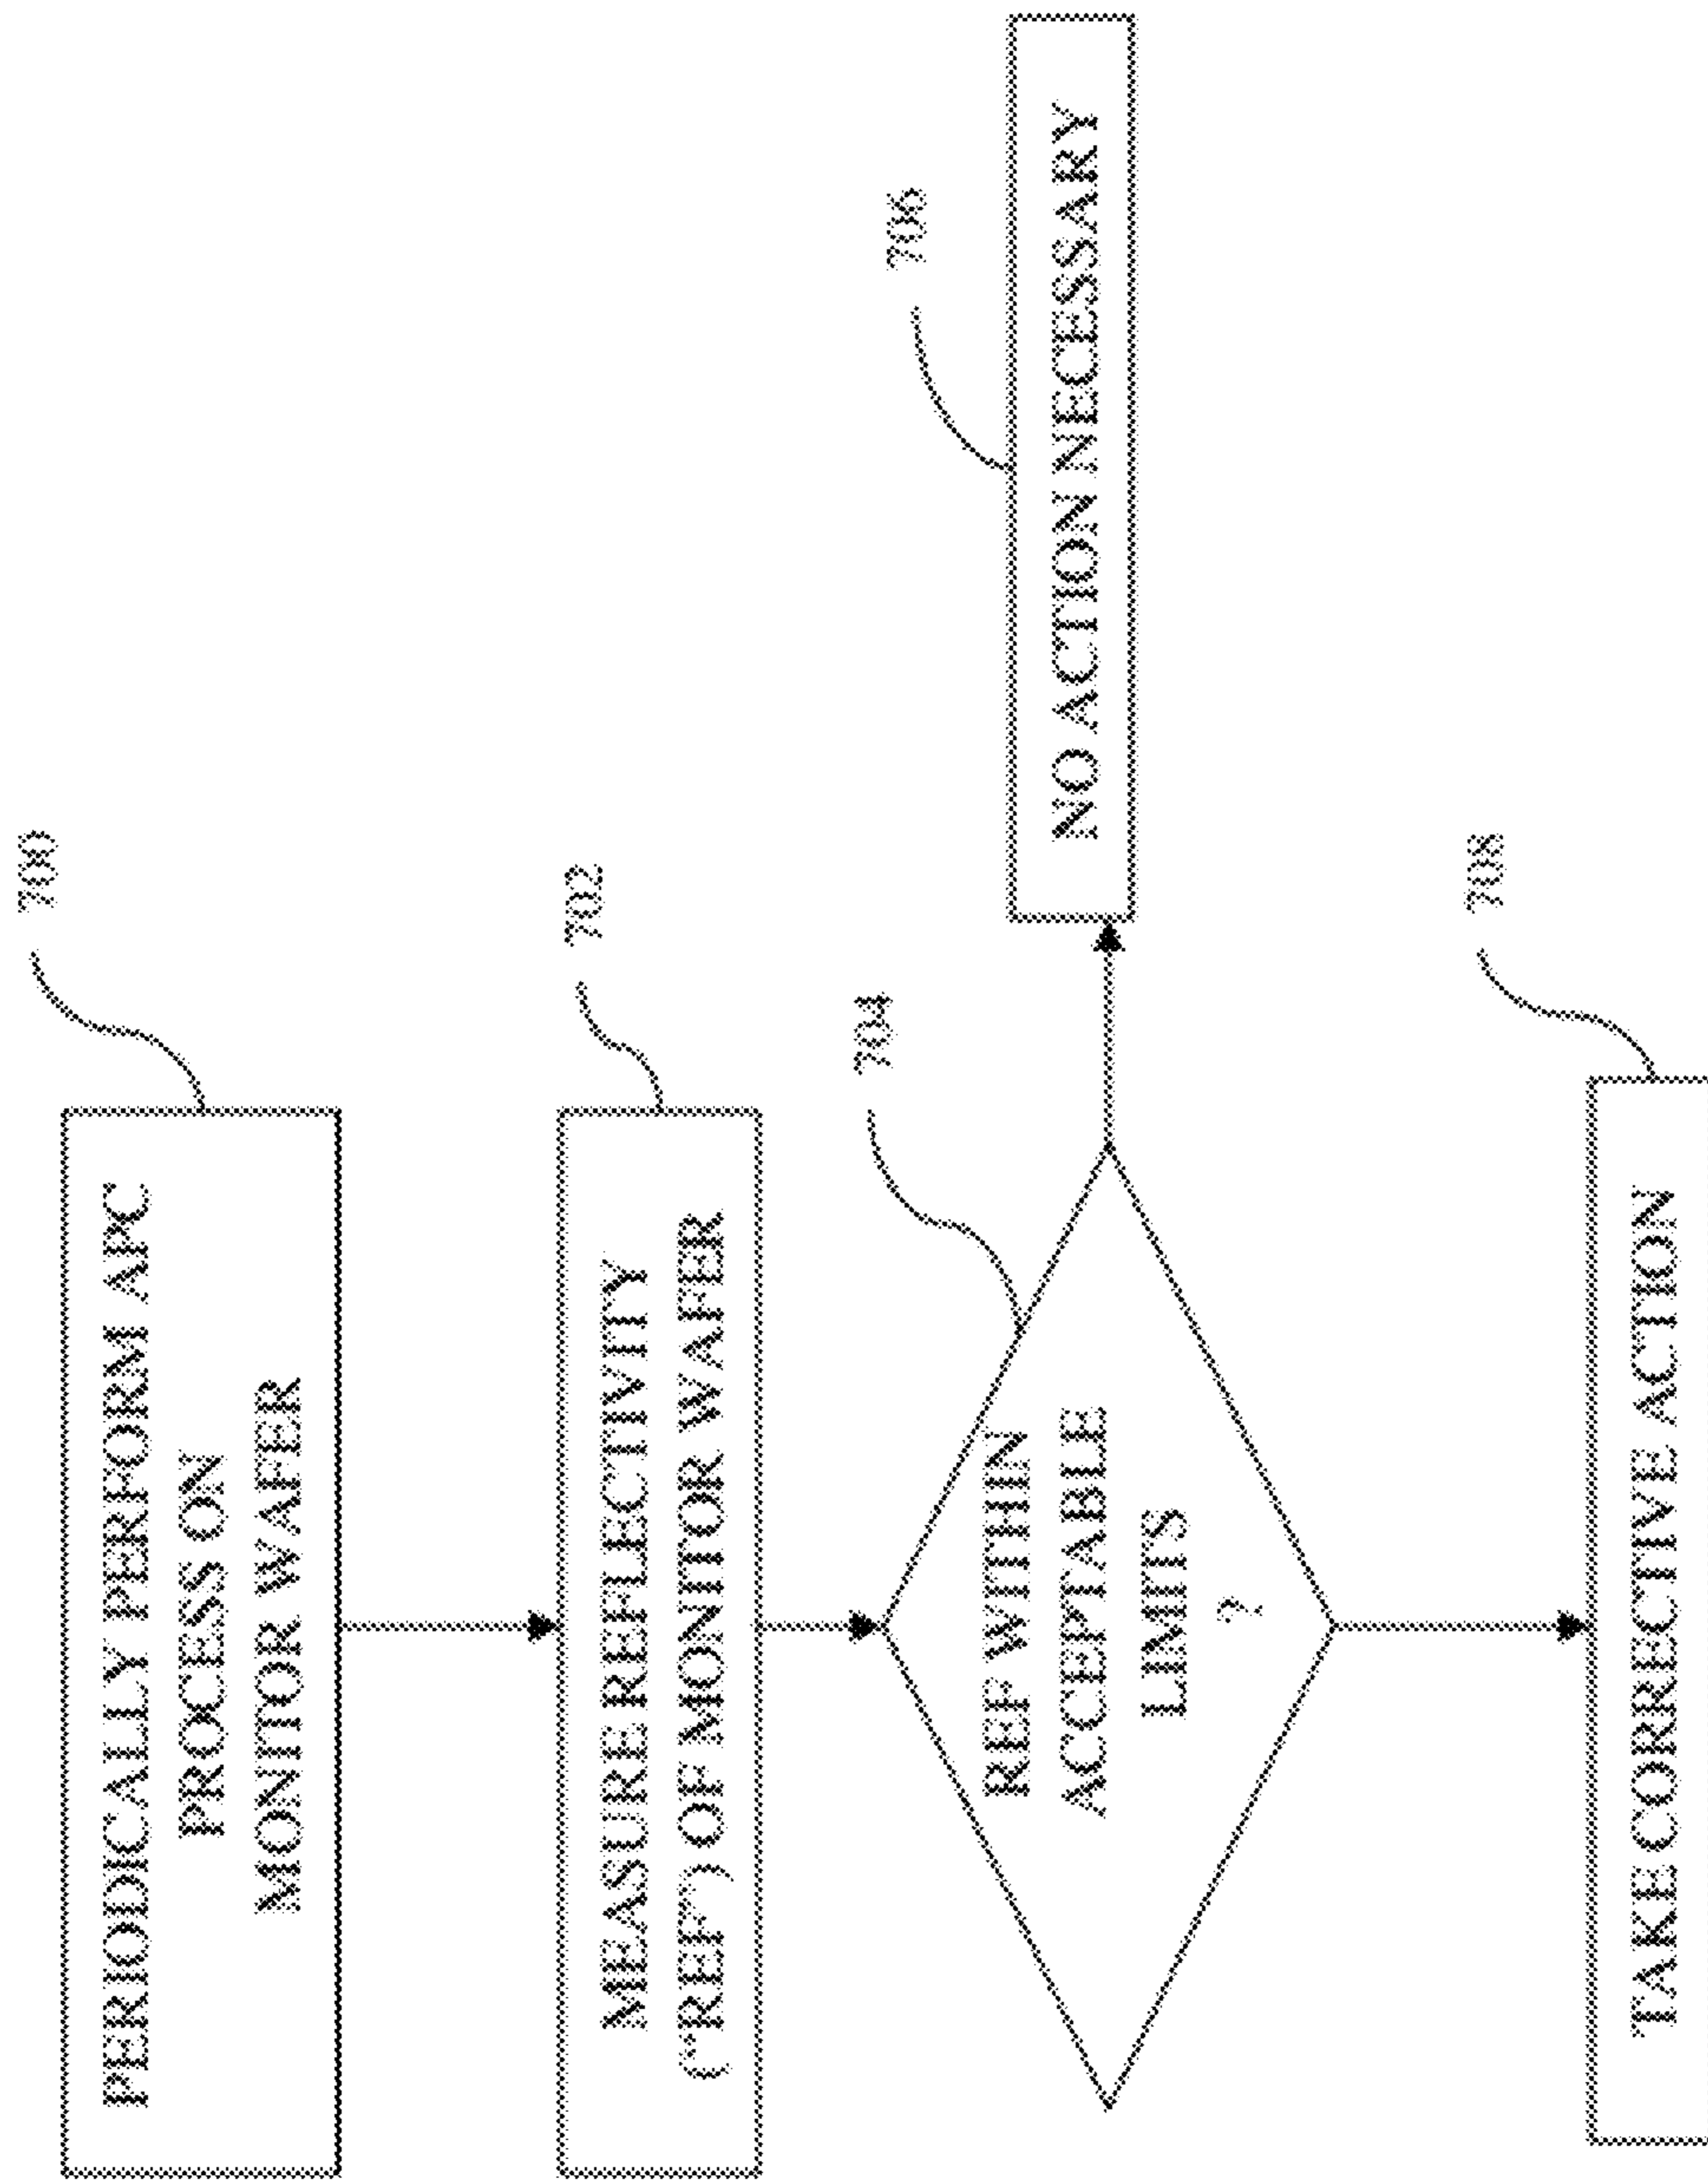 700
PERIODICALLY PERFORM APC
PROCESS ON
MONITOR WAFER
702
MEASURE REFLECTIVITY
("REF") OF MONITOR WAFER
704
REF WITHIN
ACCEPTABLE
LIMITS
?
706
NO ACTION NECESSARY
708
TAKE CORRECTIVE ACTION